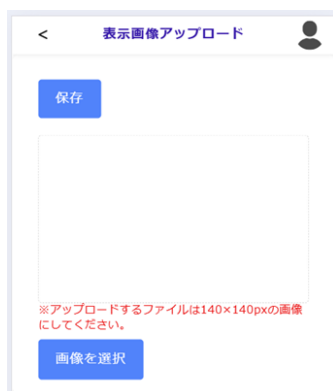 < 表示画像アップロード
保存
※アップロードするファイルは140×140pxの画像
にしてください。
画像を選択